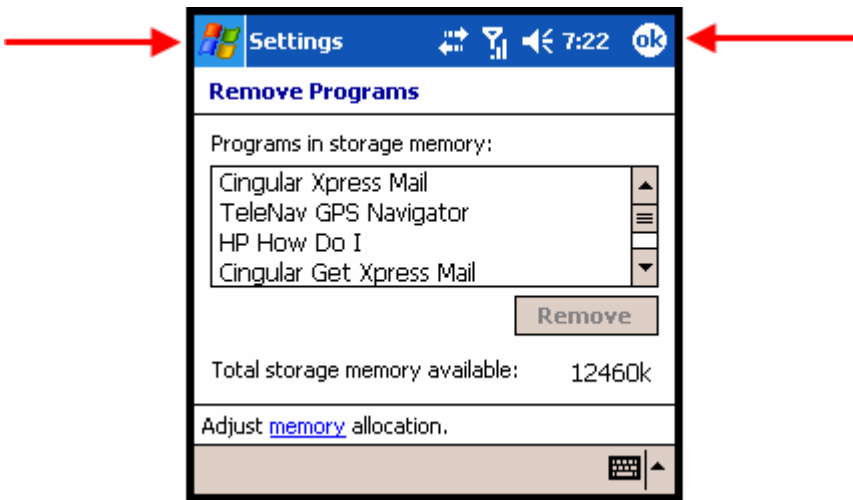 Settings 7:22 ok
Remove Programs
Programs in storage memory:
Cingular Xpress Mail
TeleNav GPS Navigator
HP How Do I
Cingular Get Xpress Mail
Remove
Total storage memory available: 12460k
Adjust memory allocation.